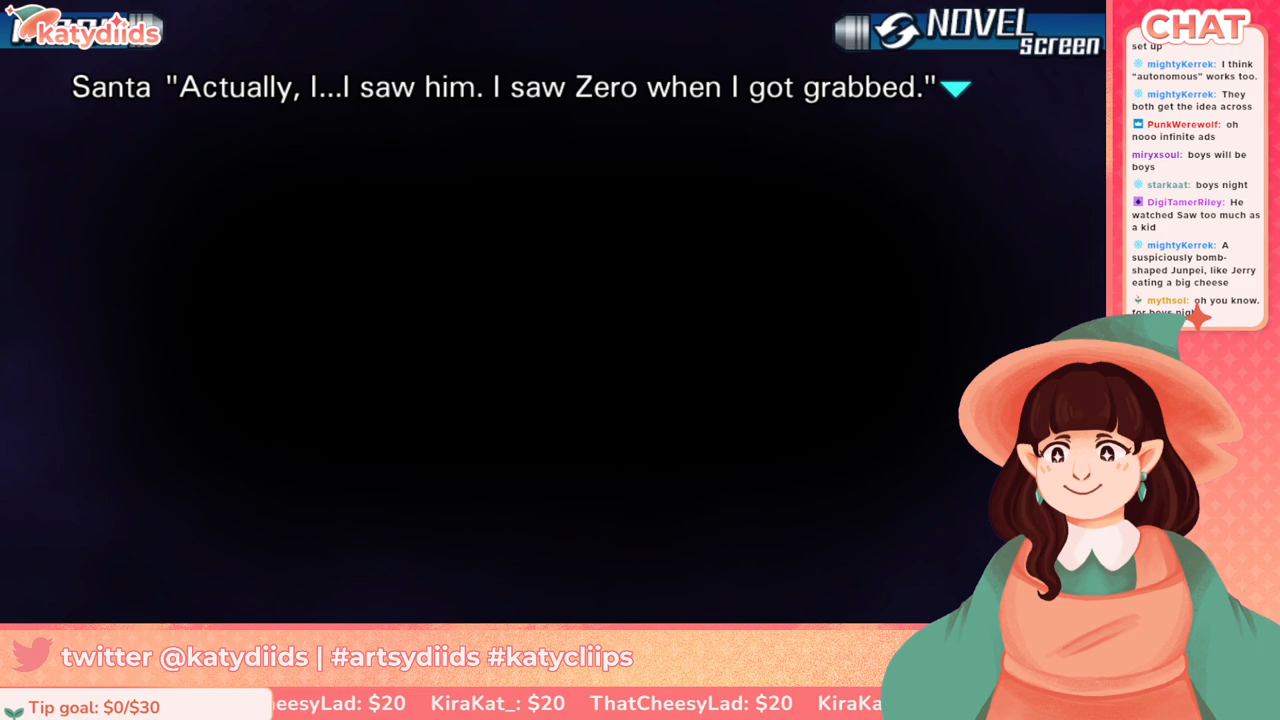 katydiids
NOVEL
screen
CHAT
Santa "Actually, I...I saw him. I saw Zero when I got grabbed."
set up
mightyKerrek: I think
“autonomous” works too.
mightyKerrek: They
both get the idea across
PunkWerewolf: oh
nooo infinite ads
miryxsoul: boys will be
boys
starkaat: boys night
DigiTamerRiley: He
watched Saw too much as
a kid
mightyKerrek: A
suspiciously bomb-
shaped Junpei, like Jerry
eating a big cheese
mythsol: oh you know.
for boys nig
twitter @katydiids | #artsydiids #katycliips
Tip goal: $0/$30
eesyLad: $20 KiraKat_: $20 ThatCheesyLad: $20 KiraKa